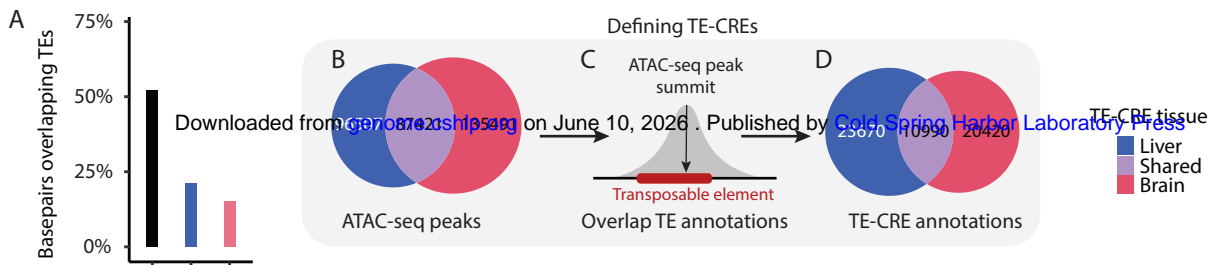 A
75%
50%
25%
0%
Basepairs overlapping TEs
Defining TE-CREs
B
87421
135491
ATAC-seq peaks
C
ATAC-seq peak
summit
Transposable element
Overlap TE annotations
D
23670
10990
20420
TE-CRE annotations
TE-CRE tissue
Liver
Shared
Brain
Downloaded from genome.cshlp.org on June 10, 2026 . Published by Cold Spring Harbor Laboratory Press